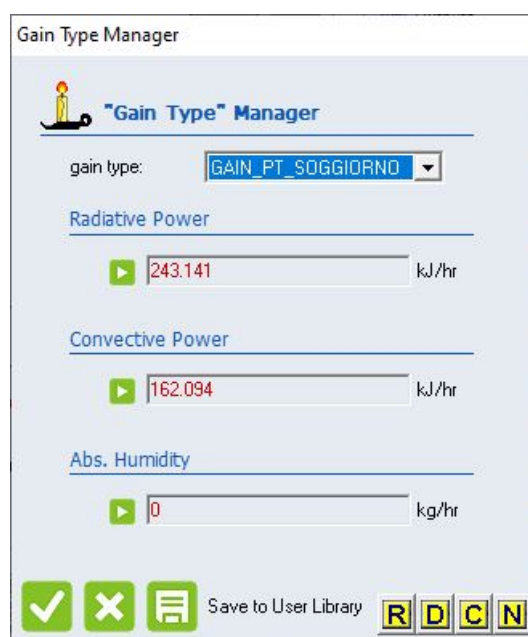 Gain Type Manager
"Gain Type" Manager
gain type: GAIN_PT_SOGGIORNO
Radiative Power
243.141 kJ/hr
Convective Power
162.094 kJ/hr
Abs. Humidity
0 kg/hr
Save to User Library R D C N